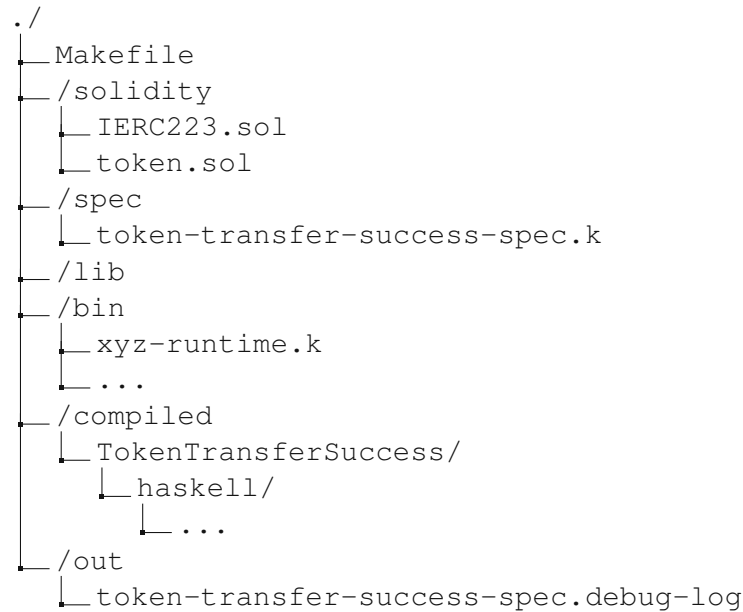 ./
Makefile
/solidity
IERC223.sol
token.sol
/spec
token-transfer-success-spec.k
/lib
/bin
xyz-runtime.k
...
/compiled
TokenTransferSuccess/
haskell/
...
/out
token-transfer-success-spec.debug-log